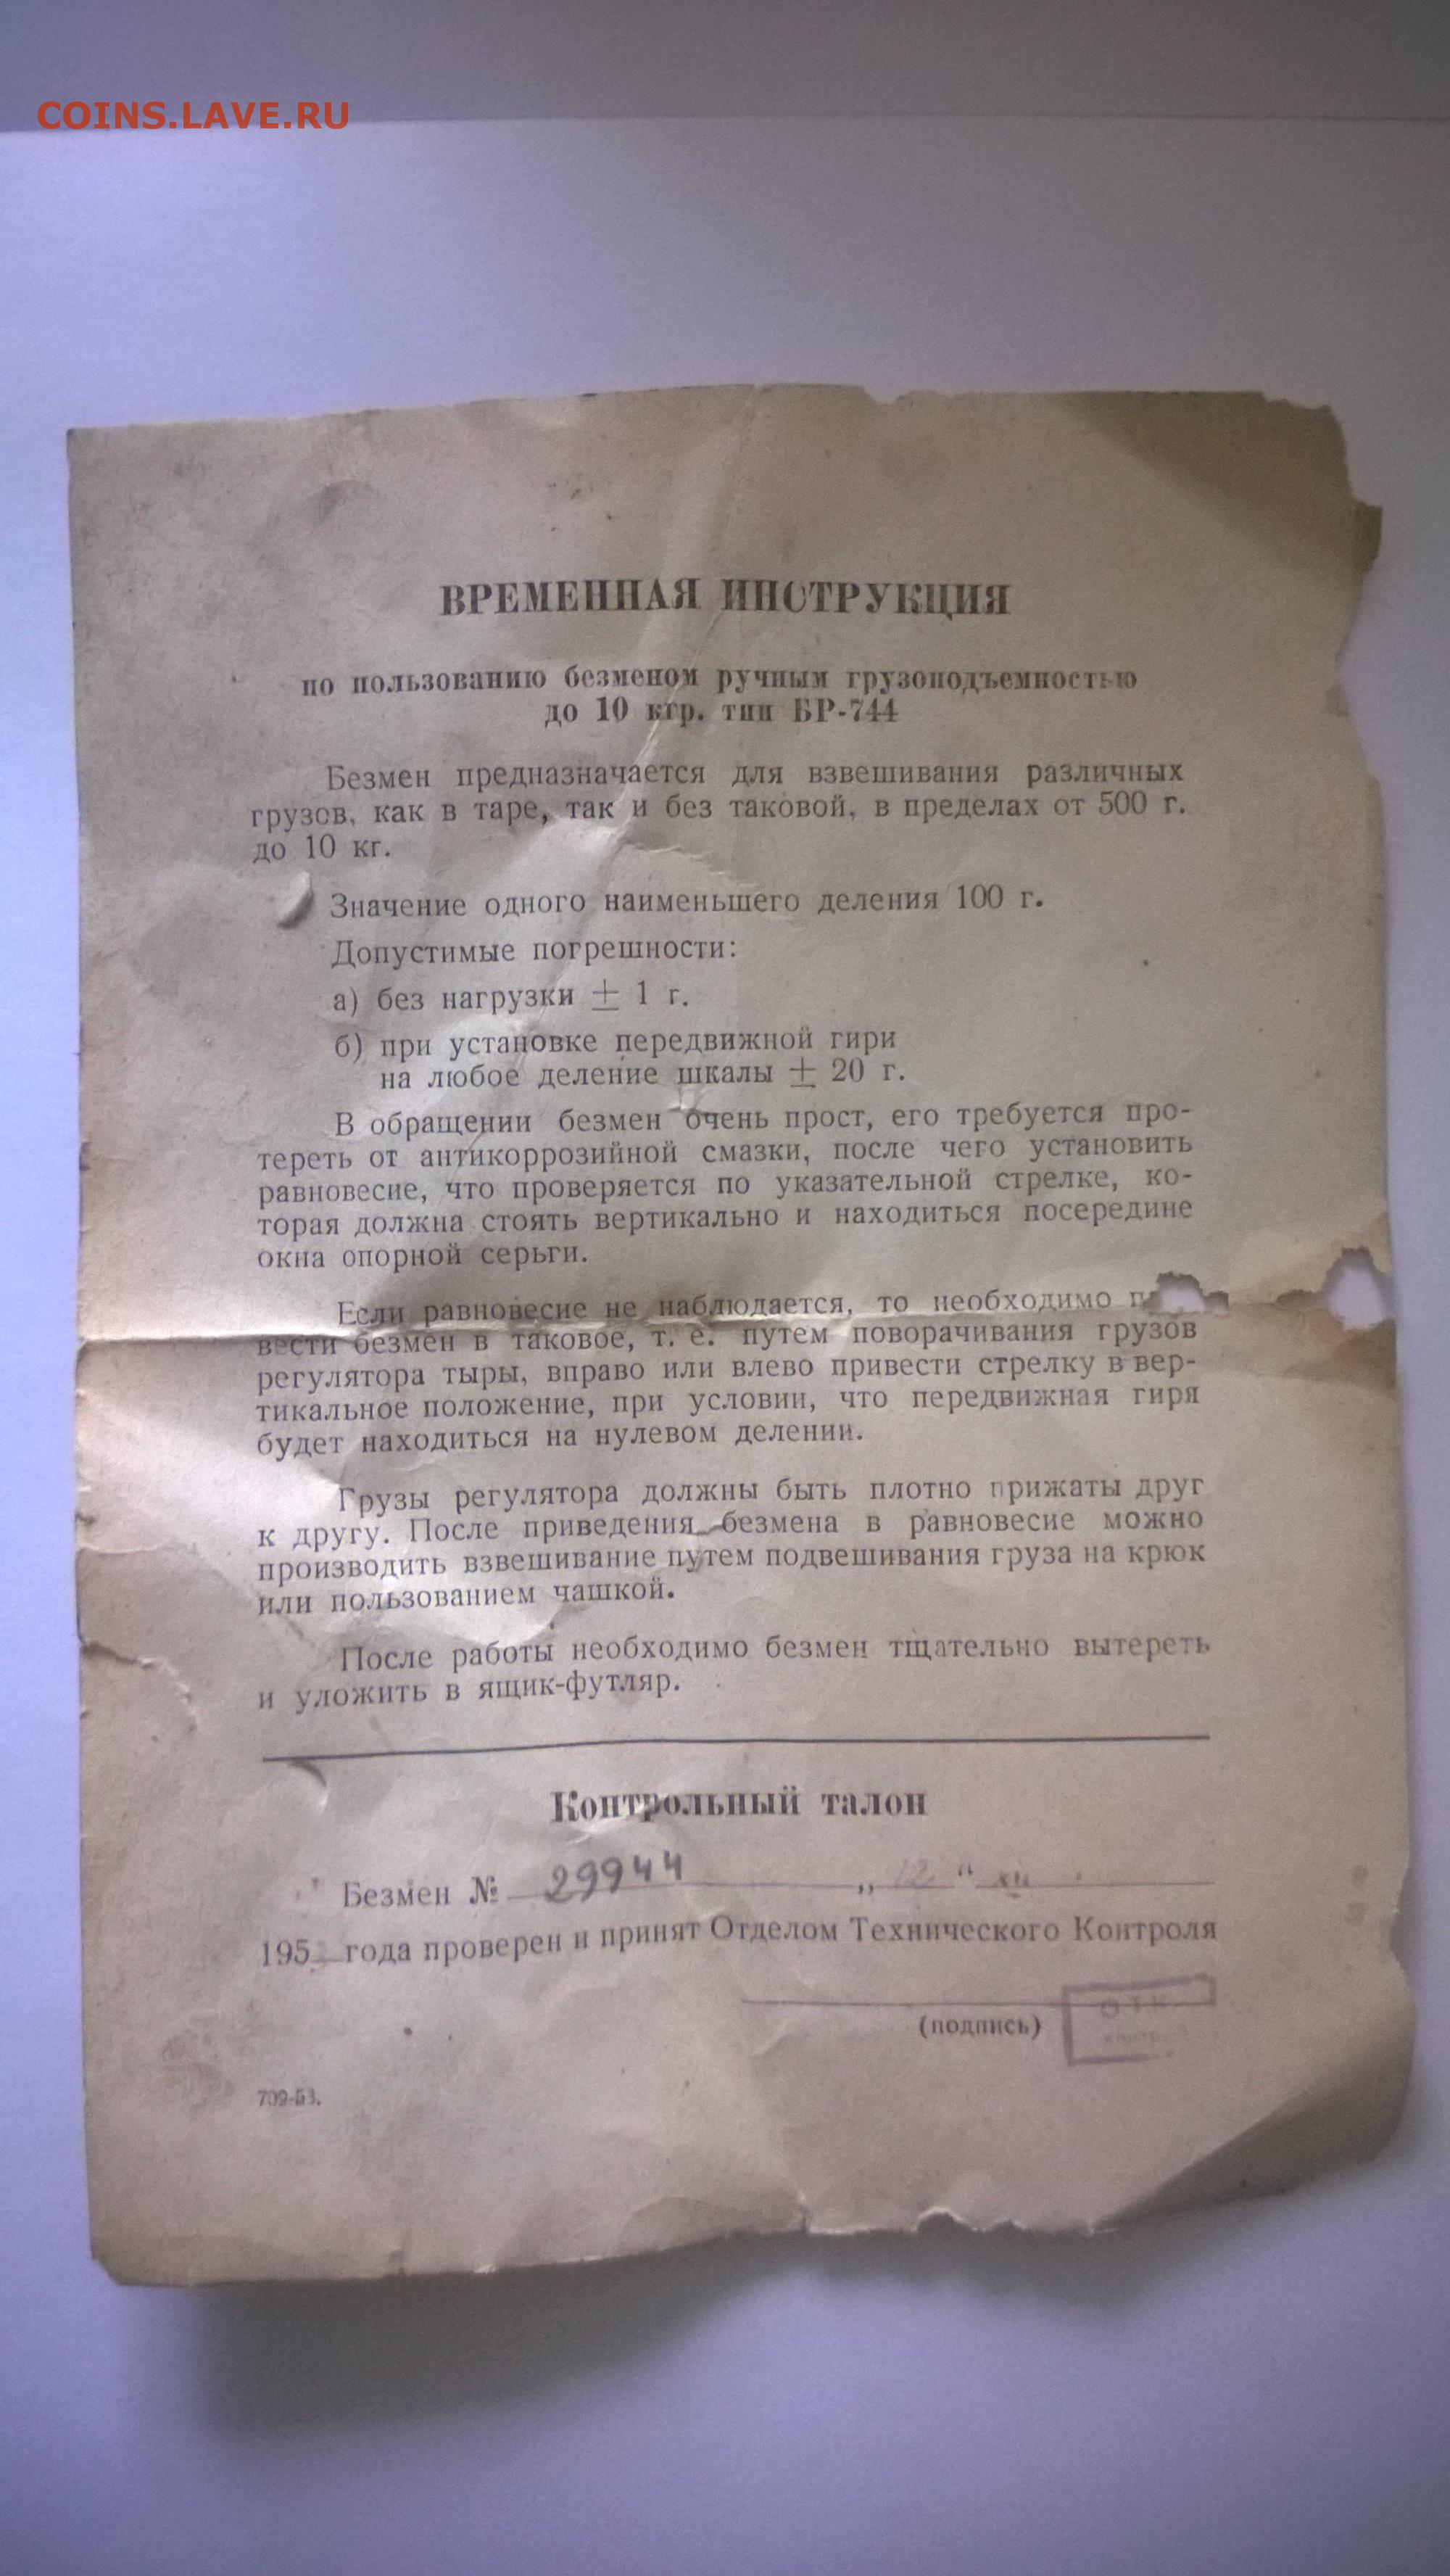 COINS.LAVE.RU
ВРЕМЕННАЯ ИНСТРУКЦИЯ
по пользованию безменом ручным грузоподъемностью
до 10 кгр. тип БР-744
Безмен предназначается для взвешивания различных
грузов, как в таре, так и без таковой, в пределах от 500 г.
до 10 кг.
Значение одного наименьшего деления 100 г.
Допустимые погрешности:
а) без нагрузки ± 1 г.
б) при установке передвижной гири
на любое деление шкалы ± 20 г.
В обращении безмен очень прост, его требуется про-
тереть от антикоррозийной смазки, после чего установить
равновесие, что проверяется по указательной стрелке, ко-
торая должна стоять вертикально и находиться посередине
окна опорной серьги.
Если равновесие не наблюдается, то необходимо
вести безмен в таковое, т. е. путем поворачивания грузов
регулятора тыры, вправо или влево привести стрелку в вер-
тикальное положение, при условии, что передвижная гиря
будет находиться на нулевом делении.
Грузы регулятора должны быть плотно прижаты друг
к другу. После приведения безмена в равновесие можно
производить взвешивание путем подвешивания груза на крюк
или пользованием чашкой.
После работы необходимо безмен тщательно вытереть
и уложить в ящик-футляр.
Контрольный талон
Безмен № 29944 „ 12 “
195 года проверен и принят Отделом Технического Контроля
(подпись)
ОТК
709-53.